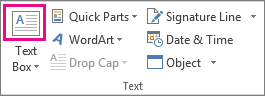 A
Text
Box
Quick Parts
A WordArt
A Drop Cap
Signature Line
Date & Time
Object
Text